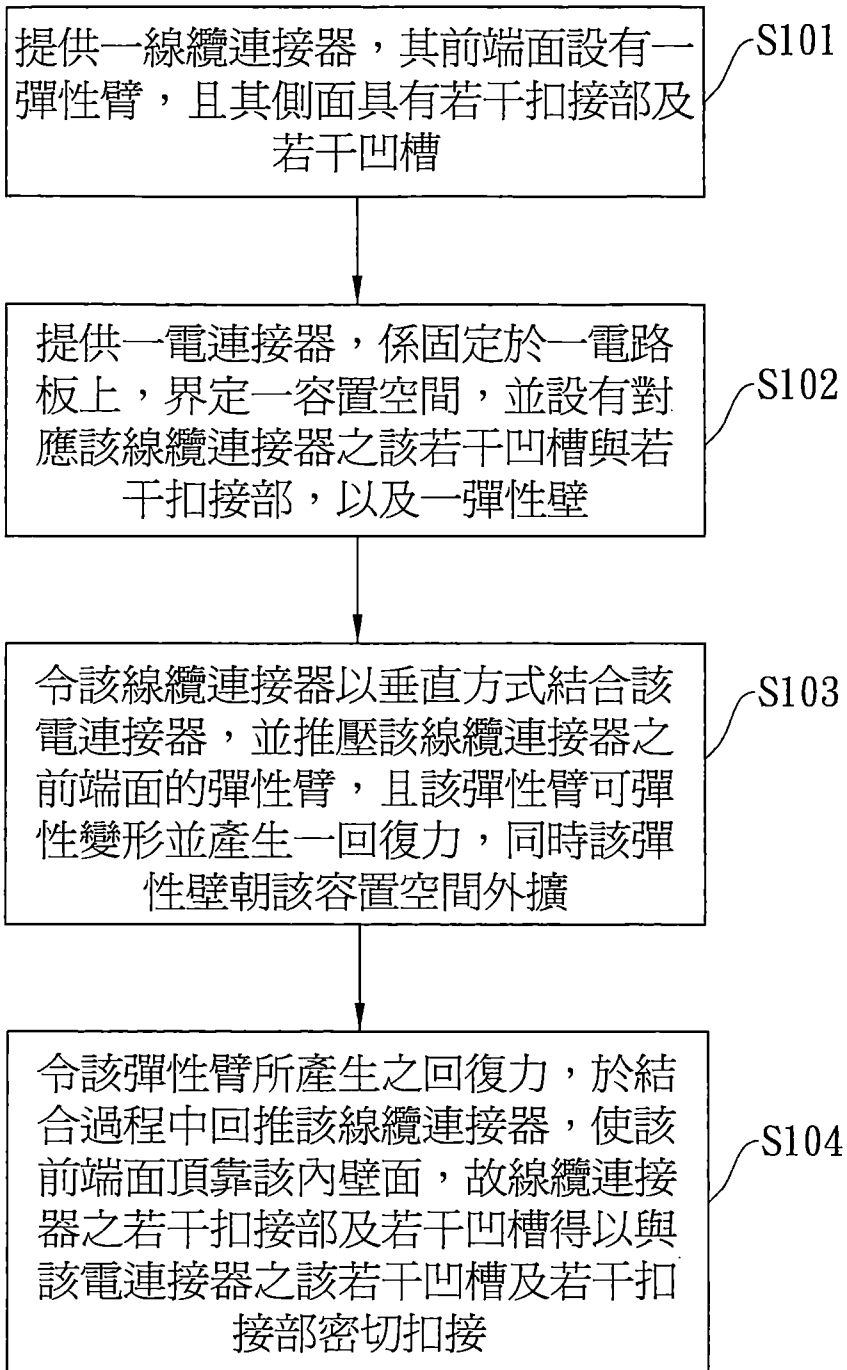 提供一線纜連接器，其前端面設有一
彈性臂，且其側面具有若干扣接部及
若干凹槽
S101
提供一電連接器，係固定於一電路
板上，界定一容置空間，並設有對
應該線纜連接器之該若干凹槽與若
干扣接部，以及一彈性壁
S102
令該線纜連接器以垂直方式結合該
電連接器，並推壓該線纜連接器之
前端面的彈性臂，且該彈性臂可彈
性變形並產生一回復力，同時該彈
性壁朝該容置空間外擴
S103
令該彈性臂所產生之回復力，於結
合過程中回推該線纜連接器，使該
前端面頂靠該內壁面，故線纜連接
器之若干扣接部及若干凹槽得以與
該電連接器之該若干凹槽及若干扣
接部密切扣接
S104